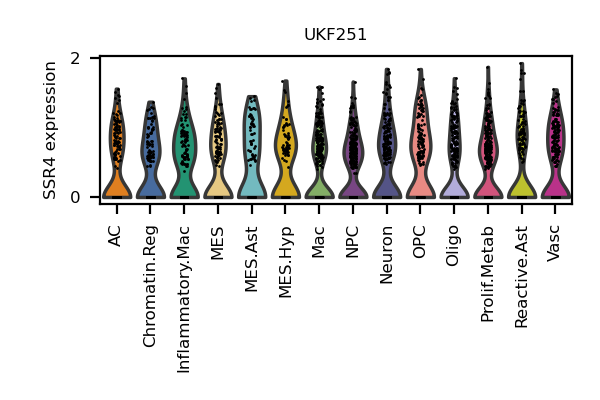 UKF251
SSR4 expression
2
0
AC
Chromatin.Reg
Inflammatory.Mac
MES
MES.Ast
MES.Hyp
Mac
NPC
Neuron
OPC
Oligo
Prolif.Metab
Reactive.Ast
Vasc